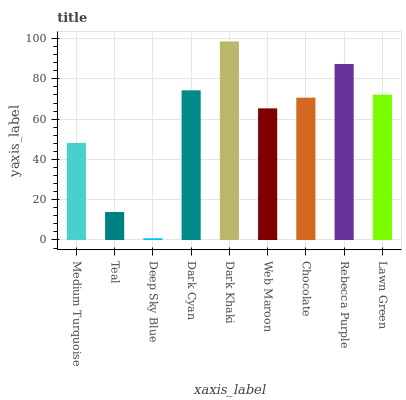 title
100
80
60
40
20
0
yaxis_label
Medium Turquoise
Teal
Deep Sky Blue
Dark Cyan
Dark Khaki
Web Maroon
Chocolate
Rebecca Purple
Lawn Green
xaxis_label